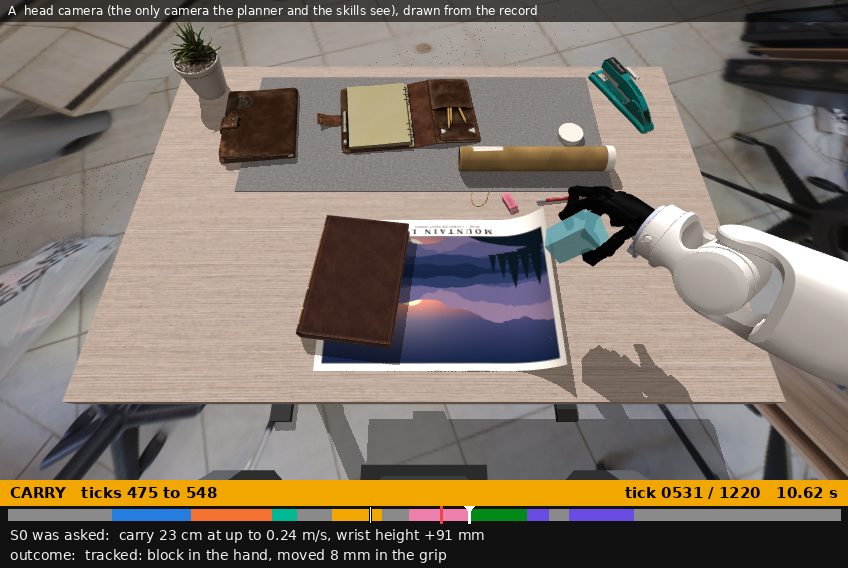 A head camera (the only camera the planner and the skills see), drawn from the record
MOUNTAIN L
CARRY ticks 475 to 548
tick 0531 / 1220 10.62 s
S0 was asked: carry 23 cm at up to 0.24 m/s, wrist height +91 mm
outcome: tracked: block in the hand, moved 8 mm in the grip